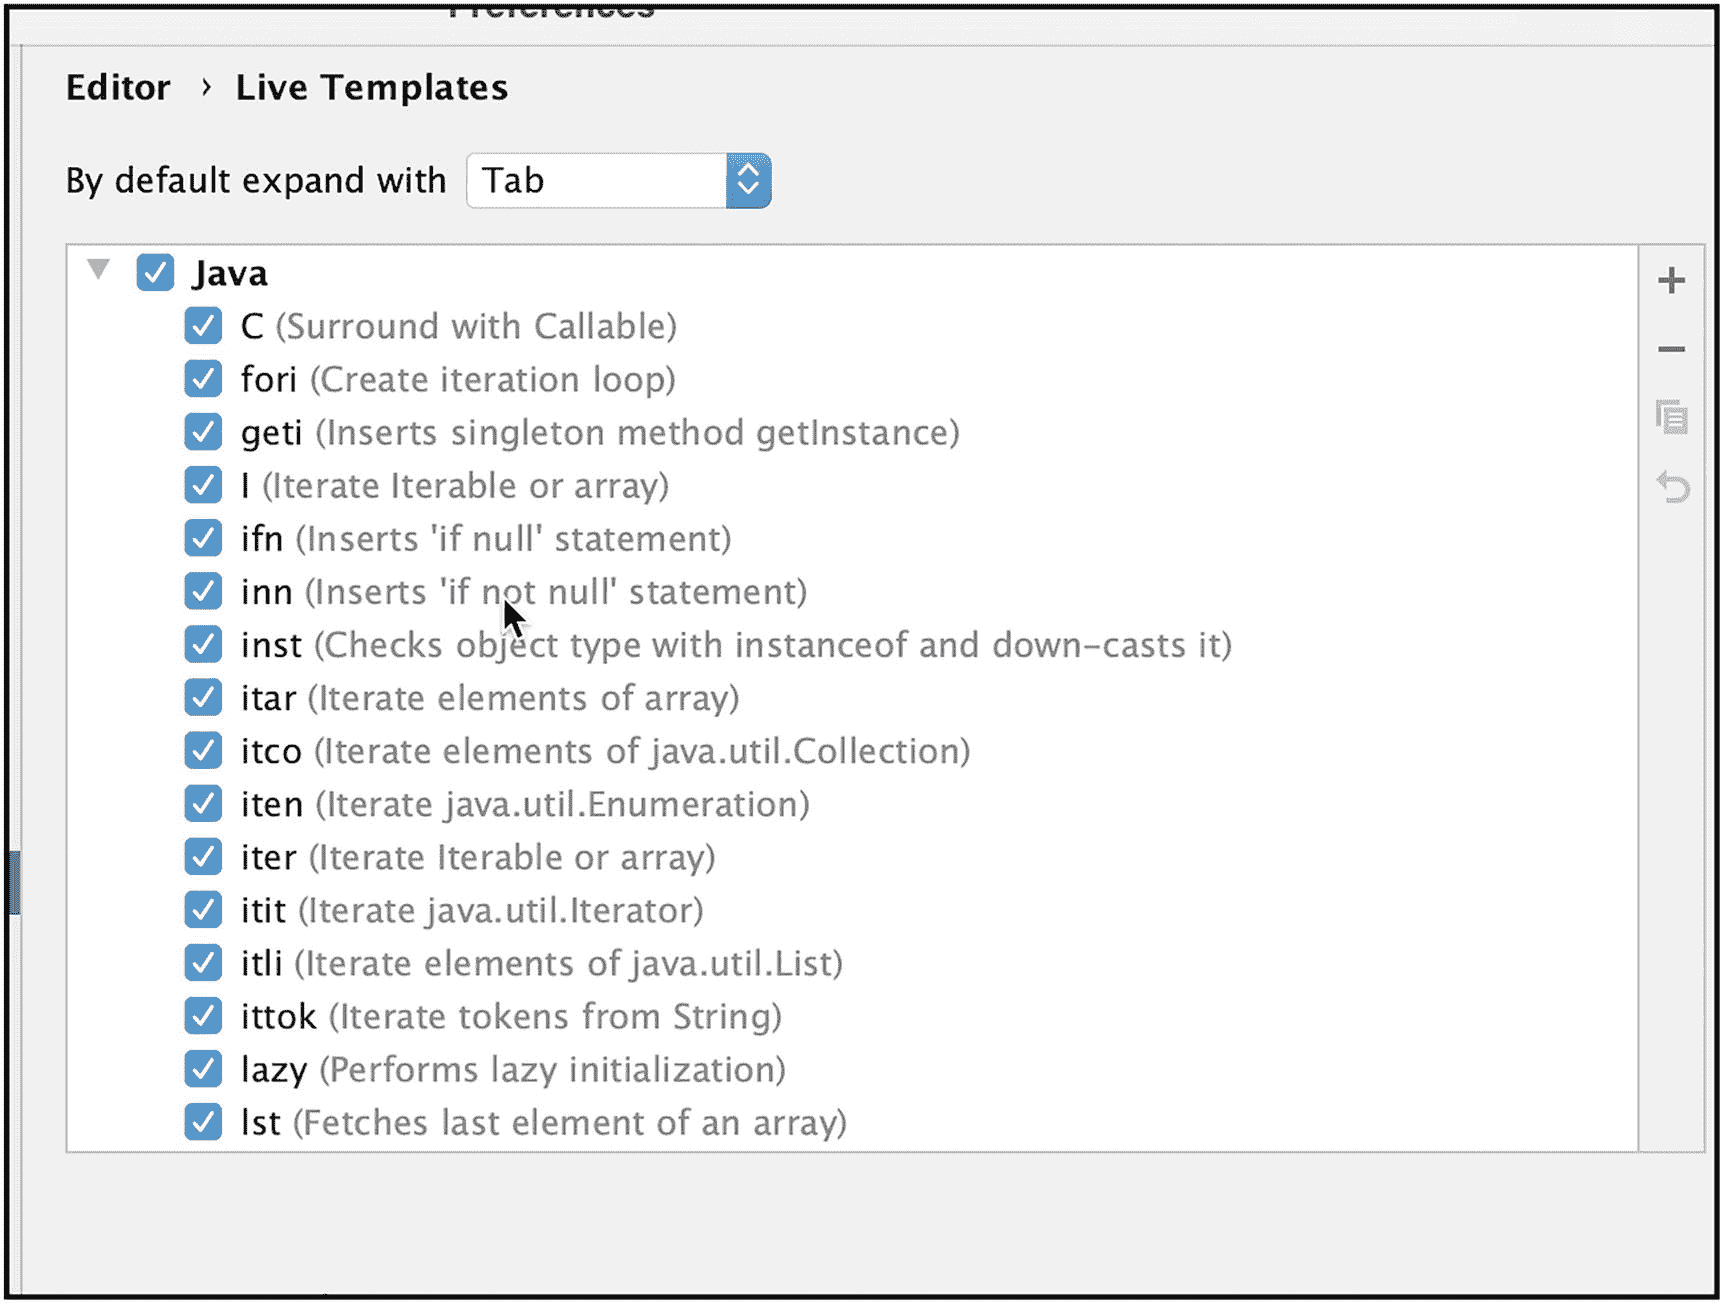 Preferences
Editor › Live Templates
By default expand with Tab
Java
C (Surround with Callable)
fori (Create iteration loop)
geti (Inserts singleton method getInstance)
I (Iterate Iterable or array)
ifn (Inserts 'if null' statement)
inn (Inserts 'if not null' statement)
inst (Checks object type with instanceof and down-casts it)
itar (Iterate elements of array)
itco (Iterate elements of java.util.Collection)
iten (Iterate java.util.Enumeration)
iter (Iterate Iterable or array)
itit (Iterate java.util.Iterator)
itli (Iterate elements of java.util.List)
ittok (Iterate tokens from String)
lazy (Performs lazy initialization)
lst (Fetches last element of an array)